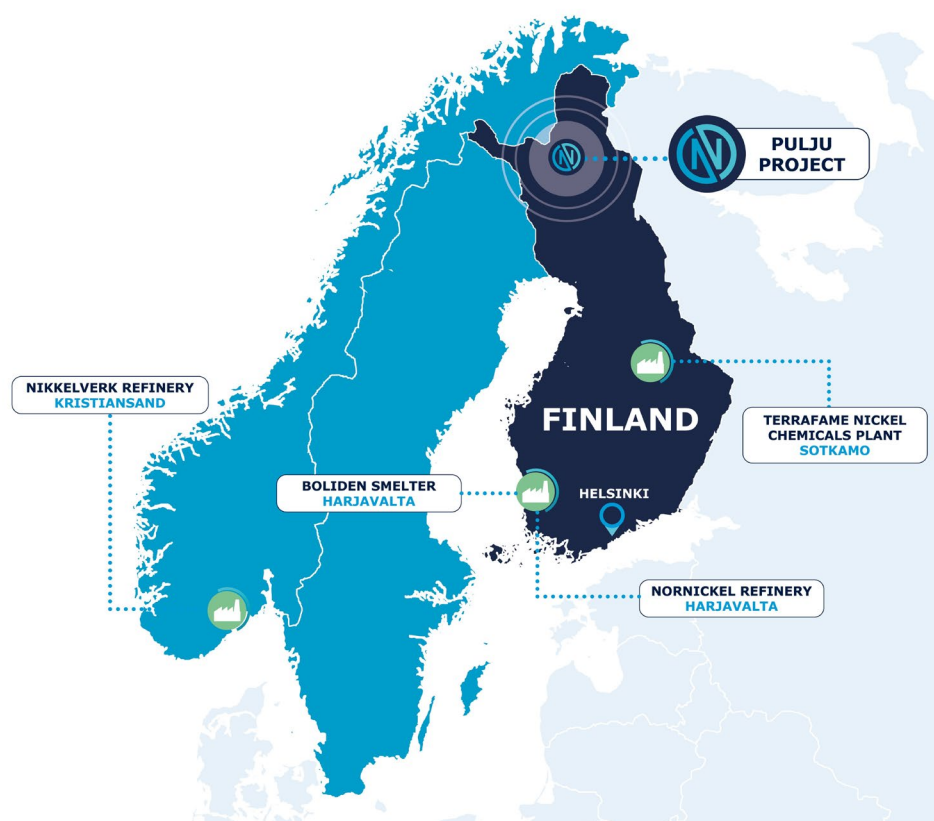 PULJU
PROJECT
NIKKELVERK REFINERY
KRISTIANSAND
FINLAND
TERRAFAME NICKEL
CHEMICALS PLANT
SOTKAMO
BOLIDEN SMELTER
HARJAVALTA
HELSINKI
NORNICKEL REFINERY
HARJAVALTA